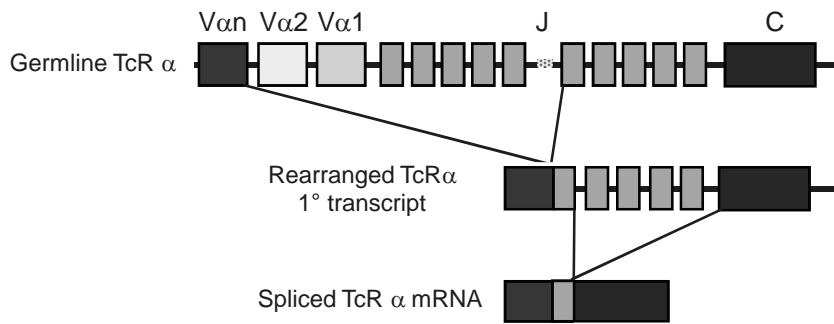 Vαn Vα2 Vα1 J C
Germline TcR α
Rearranged TcRα
1° transcript
Spliced TcR α mRNA